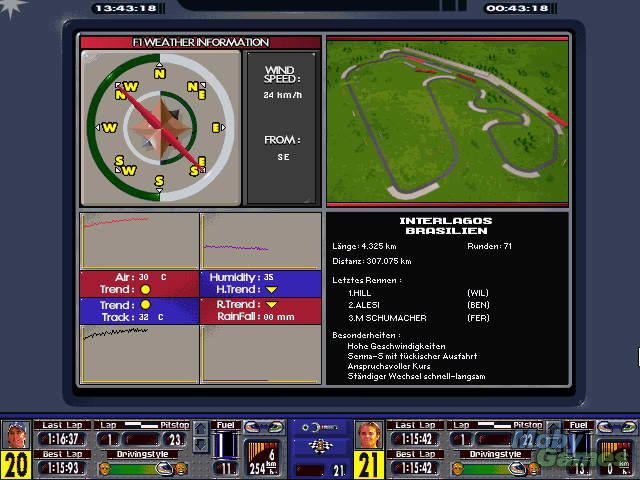 13:43:18
00:43:18
F1 WEATHER INFORMATION
N
N W
N E
W
E
S W
S E
S
WIND SPEED:
24 km/h
FROM:
SE
Air: 30 C
Trend:
Humidity: 35
H.Trend:
Trend:
Track: 32 C
R.Trend:
RainFall: 00 mm
INTERLAGOS
BRASILIEN
Länge: 4.325 km
Runden: 71
Distanz: 307.075 km
Letztes Rennen:
1.HILL (WIL)
2.ALESI (BEN)
3.M SCHUMACHER (FER)
Besonderheiten:
Hohe Geschwindigkeiten
Senna-S mit tückischer Ausfahrt
Anspruchsvoller Kurs
Ständiger Wechsel schnell-langsam
Last Lap
Lap
Pitstop
Fuel
1:16:37
1.
23.
Best Lap
Drivingstyle
1:15:93
11.
6
254 km/h
20
21.
Last Lap
Lap
Pitstop
Fuel
1:15:42
1.
22.
Best Lap
Drivingstyle
1:15:42
13.
0
21
Moby Games